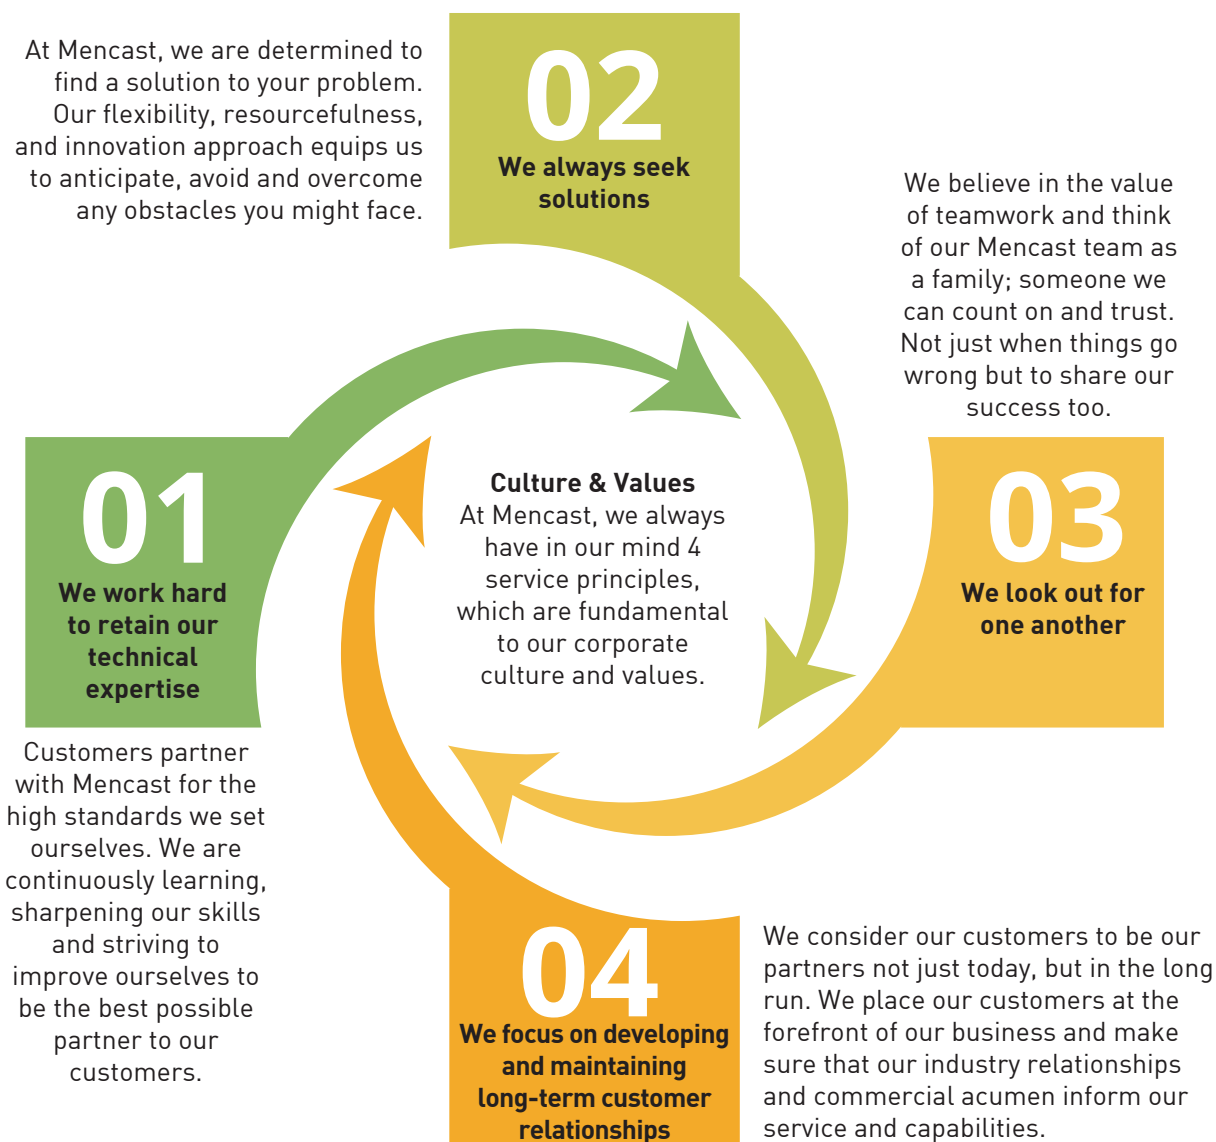 At Mencast, we are determined to
find a solution to your problem.
Our flexibility, resourcefulness,
and innovation approach equips us
to anticipate, avoid and overcome
any obstacles you might face.
02
We always seek
solutions
We believe in the value
of teamwork and think
of our Mencast team as
a family; someone we
can count on and trust.
Not just when things go
wrong but to share our
success too.
01
We work hard
to retain our
technical
expertise
Culture & Values
At Mencast, we always
have in our mind 4
service principles,
which are fundamental
to our corporate
culture and values.
03
We look out for
one another
Customers partner
with Mencast for the
high standards we set
ourselves. We are
continuously learning,
sharpening our skills
and striving to
improve ourselves to
be the best possible
partner to our
customers.
04
We focus on developing
and maintaining
long-term customer
relationships
We consider our customers to be our
partners not just today, but in the long
run. We place our customers at the
forefront of our business and make
sure that our industry relationships
and commercial acumen inform our
service and capabilities.